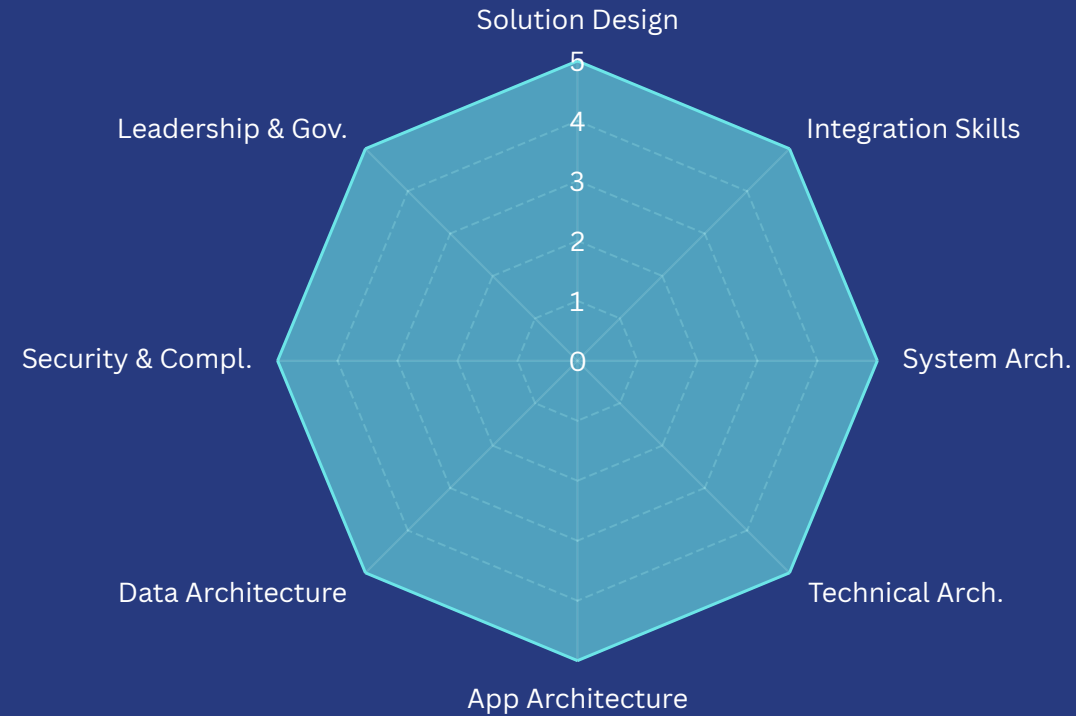 Solution Design
5
Leadership & Gov.
Integration Skills
4
3
2
1
Security & Compl.
0
System Arch.
Data Architecture
Technical Arch.
App Architecture